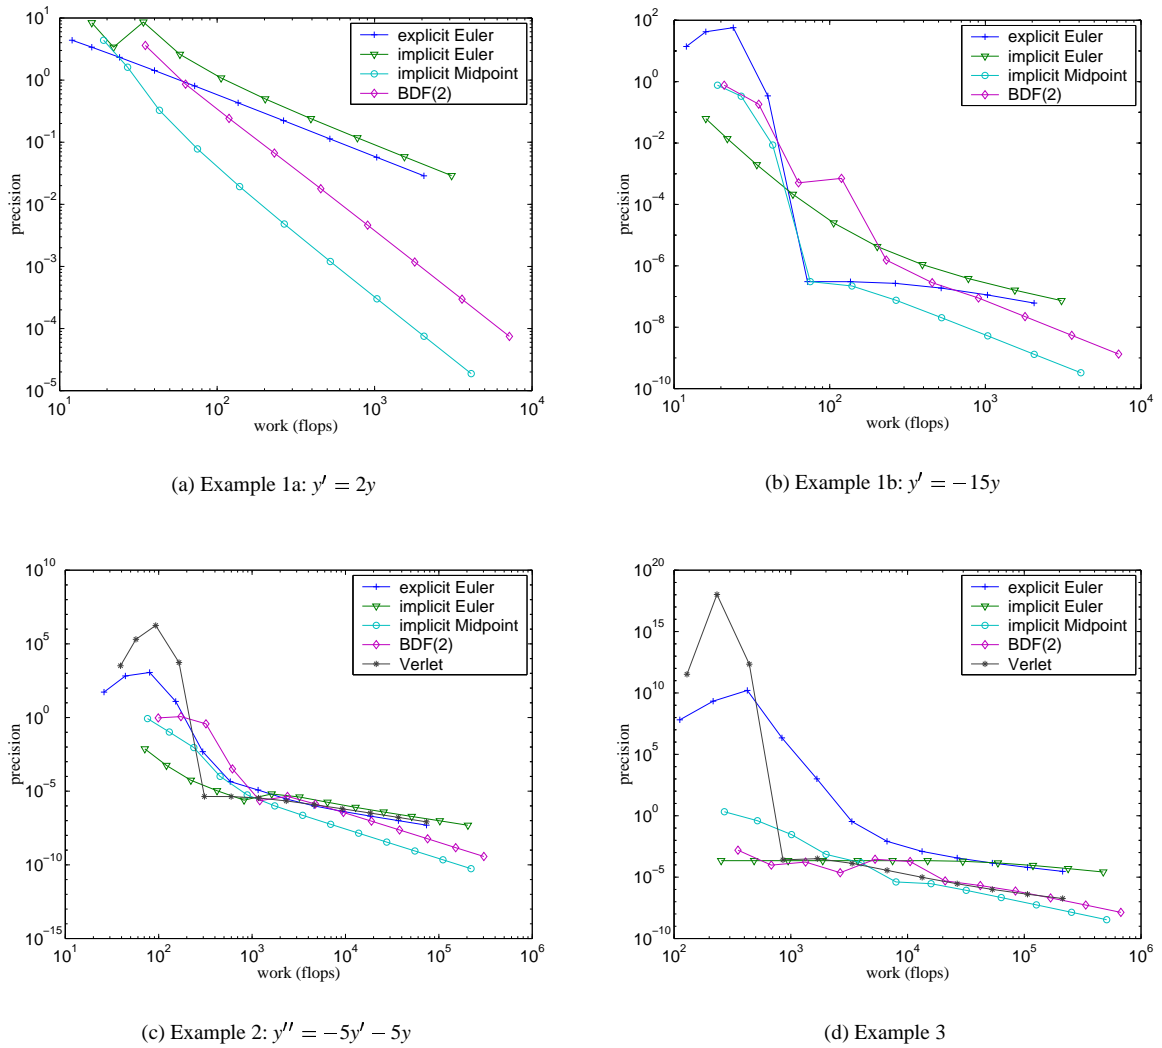 10^1
10^0
10^-1
10^-2
10^-3
10^-4
10^-5
precision
explicit Euler
implicit Euler
implicit Midpoint
BDF(2)
10^1 10^2 10^3 10^4
work (flops)
(a) Example 1a: y′ = 2y
10^2
10^0
10^-2
10^-4
10^-6
10^-8
10^-10
precision
explicit Euler
implicit Euler
implicit Midpoint
BDF(2)
10^1 10^2 10^3 10^4
work (flops)
(b) Example 1b: y′ = −15y
10^10
10^5
10^0
10^-5
10^-10
10^-15
precision
explicit Euler
implicit Euler
implicit Midpoint
BDF(2)
Verlet
10^1 10^2 10^3 10^4 10^5 10^6
work (flops)
(c) Example 2: y′′ = −5y′ − 5y
10^20
10^15
10^10
10^5
10^0
10^-5
10^-10
precision
explicit Euler
implicit Euler
implicit Midpoint
BDF(2)
Verlet
10^2 10^3 10^4 10^5 10^6
work (flops)
(d) Example 3